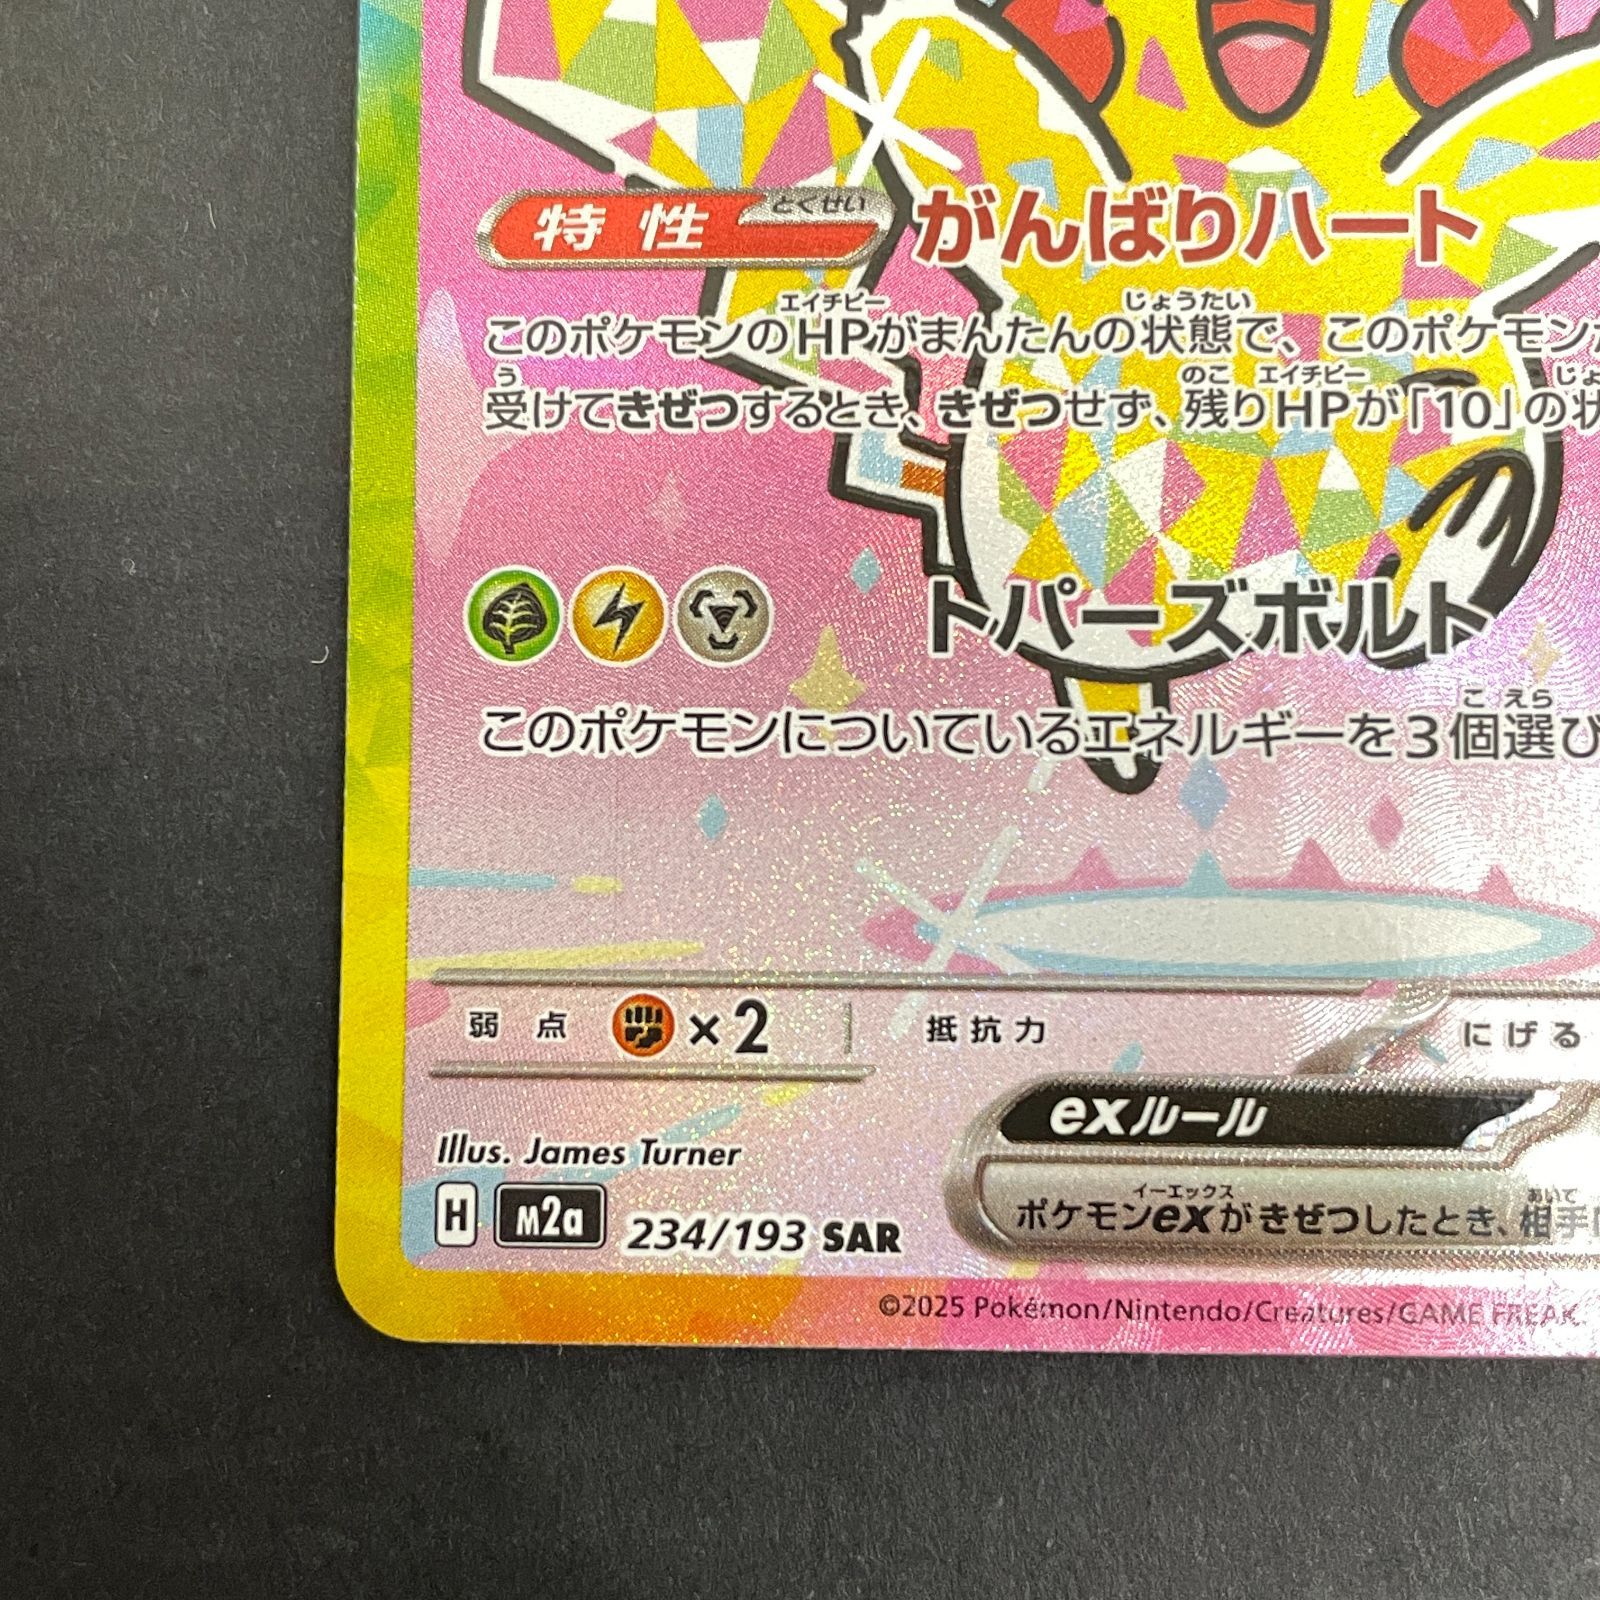 特性 とくせい がんばりハート
エイチピー じょうたい
このポケモンのHPがまんたんの状態で、このポケモン
う のこ エイチピー じょ
受けてきぜつするとき、きぜつせず、残りHPが「10」の状
トパーズボルト
こ えら
このポケモンについているエネルギーを3個選び
弱点 ×2 抵抗力 にげる
exルール
Illus. James Turner
イーエックス あいて
ポケモンexがきぜつしたとき、相手
H m2a 234/193 SAR
©2025 Pokémon/Nintendo/Creatures/GAME FREAK.